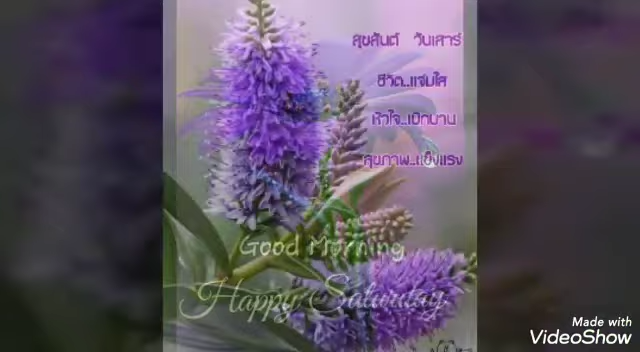 สุขสันต์ วันเสาร์
ชีวิต..แจ่มใส
หัวใจ..เบิกบาน
สุขภาพ..แข็งแรง
Good Morning
Happy Saturday
Made with
VideoShow